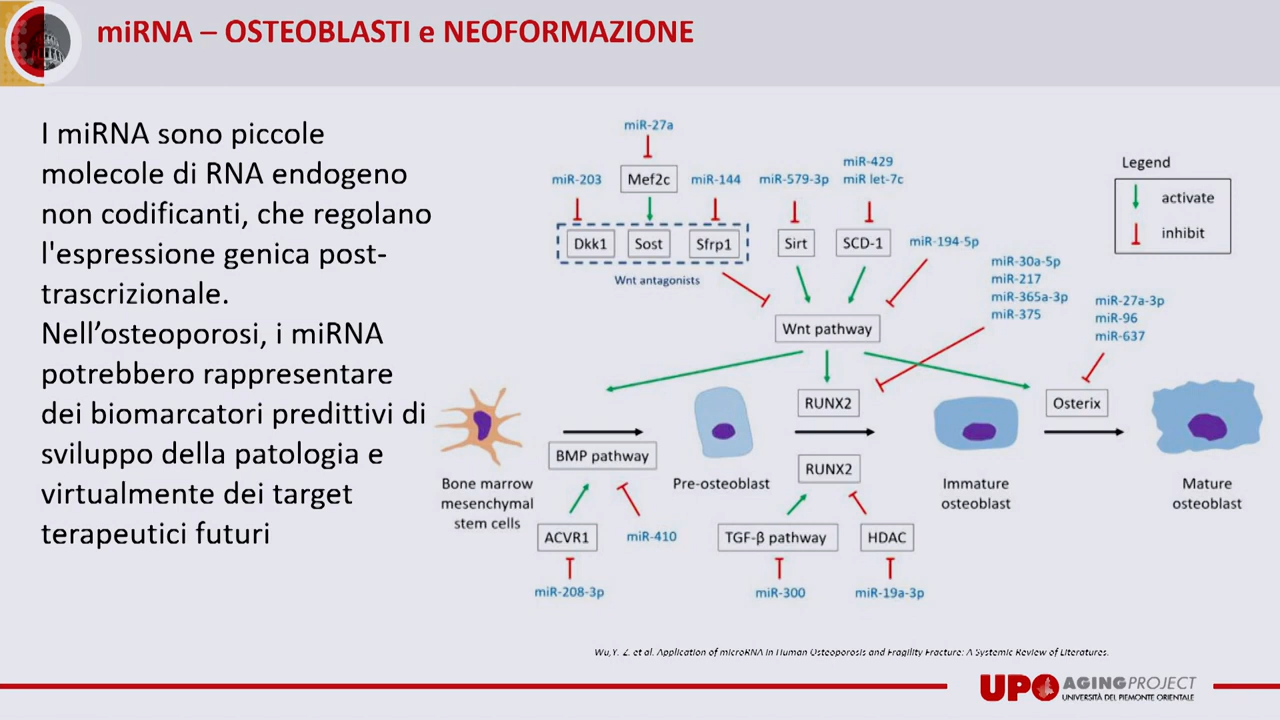 miRNA – OSTEOBLASTI e NEOFORMAZIONE
I miRNA sono piccole
molecole di RNA endogeno
non codificanti, che regolano
l'espressione genica post-
trascrizionale.
Nell’osteoporosi, i miRNA
potrebbero rappresentare
dei biomarcatori predittivi di
sviluppo della patologia e
virtualmente dei target
terapeutici futuri
miR-27a
miR-203
Mef2c
miR-144
miR-579-3p
miR-429
miR let-7c
Dkk1
Sost
Sfrp1
Sirt
SCD-1
miR-194-5p
Wnt antagonists
miR-30a-5p
miR-217
miR-365a-3p
miR-375
miR-27a-3p
miR-96
miR-637
Legend
activate
inhibit
Wnt pathway
RUNX2
Osterix
BMP pathway
RUNX2
Bone marrow
mesenchymal
stem cells
Pre-osteoblast
Immature
osteoblast
Mature
osteoblast
ACVR1
miR-410
TGF-β pathway
HDAC
miR-208-3p
miR-300
miR-19a-3p
Wu,Y. Z. et al. Application of microRNA in Human Osteoporosis and Fragility Fracture: A Systemic Review of Literatures.
UPO AGING PROJECT
UNIVERSITÀ DEL PIEMONTE ORIENTALE